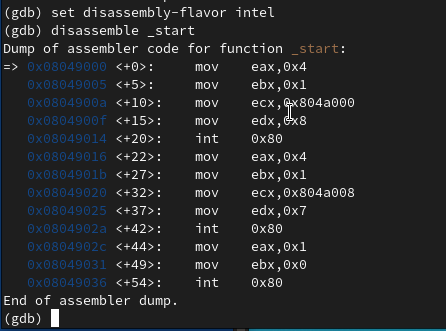 (gdb) set disassembly-flavor intel
(gdb) disassemble _start
Dump of assembler code for function _start:
=> 0x08049000 <+0>:     mov    eax,0x4
   0x08049005 <+5>:     mov    ebx,0x1
   0x0804900a <+10>:    mov    ecx,0x804a000
   0x0804900f <+15>:    mov    edx,0x8
   0x08049014 <+20>:    int    0x80
   0x08049016 <+22>:    mov    eax,0x4
   0x0804901b <+27>:    mov    ebx,0x1
   0x08049020 <+32>:    mov    ecx,0x804a008
   0x08049025 <+37>:    mov    edx,0x7
   0x0804902a <+42>:    int    0x80
   0x0804902c <+44>:    mov    eax,0x1
   0x08049031 <+49>:    mov    ebx,0x0
   0x08049036 <+54>:    int    0x80
End of assembler dump.
(gdb)